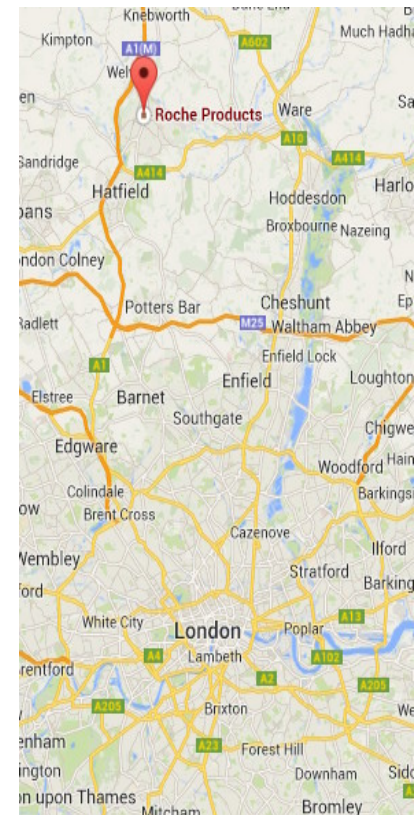 Knebworth
Kimpton
A1(M)
A602
Much Hadh
Wel
en
Roche Products
Ware
Sa
A10
Sandridge
A414
A414
Hatfield
Harlo
Hoddesdon
bans
Broxbourne
Nazeing
ndon Colney
N
Potters Bar
Cheshunt
Ep
Radlett
M25
Waltham Abbey
Enfield Lock
A1
Enfield
Loughton
Elstree
Barnet
Southgate
Chigwe
Edgware
Woodford
Hain
Colindale
Barkings
ow
Brent Cross
Cazenove
Wembley
Ilford
Stratford
Barking
ford
White City
A13
London
Poplar
A4
Lambeth
A102
rentford
A2
A205
A205
Brixton
We
enham
A23
Forest Hill
ington
Downham
Sidc
n upon Thames
Mitcham
Bromley